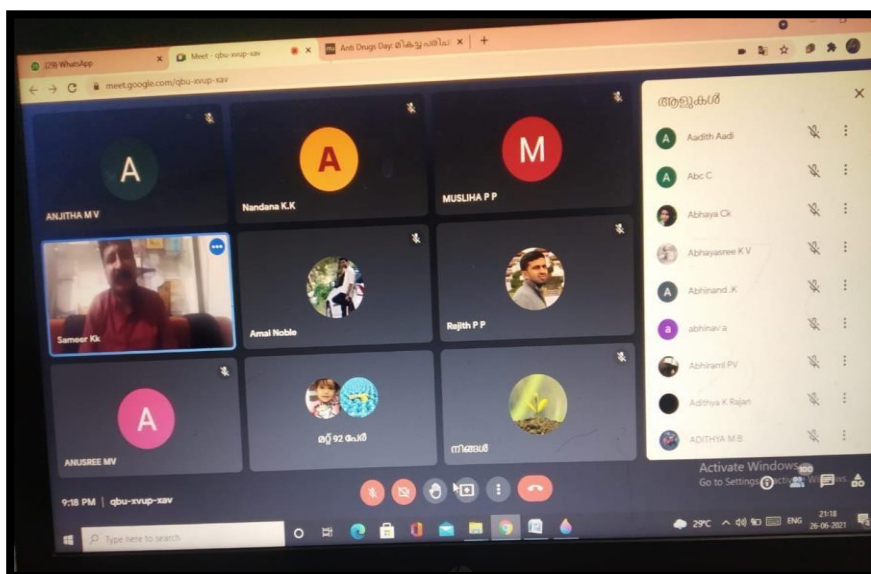 (29) WhatsApp
Meet - qbu-xvup-xav
Anti Drugs Day: മികച്ച പരിച
meet.google.com/qbu-xvup-xav
A
ANJITHA M V
A
Nandana K.K
M
MUSLIHA P P
Sameer Kk
Amal Noble
Rejith P P
A
ANUSREE MV
മറ്റ് 92 പേർ
നിങ്ങൾ
ആളുകൾ
A Aadith Aadi
A Abc C
Abhaya Ck
Abhayasree K V
A Abhinand .K
a abhinav a
Abhirami PV
Adithya K Rajan
ADITHYA M B
Activate Windows
Go to Settings
100
9:18 PM | qbu-xvup-xav
Type here to search
29°C
ENG
21:18
26-06-2021